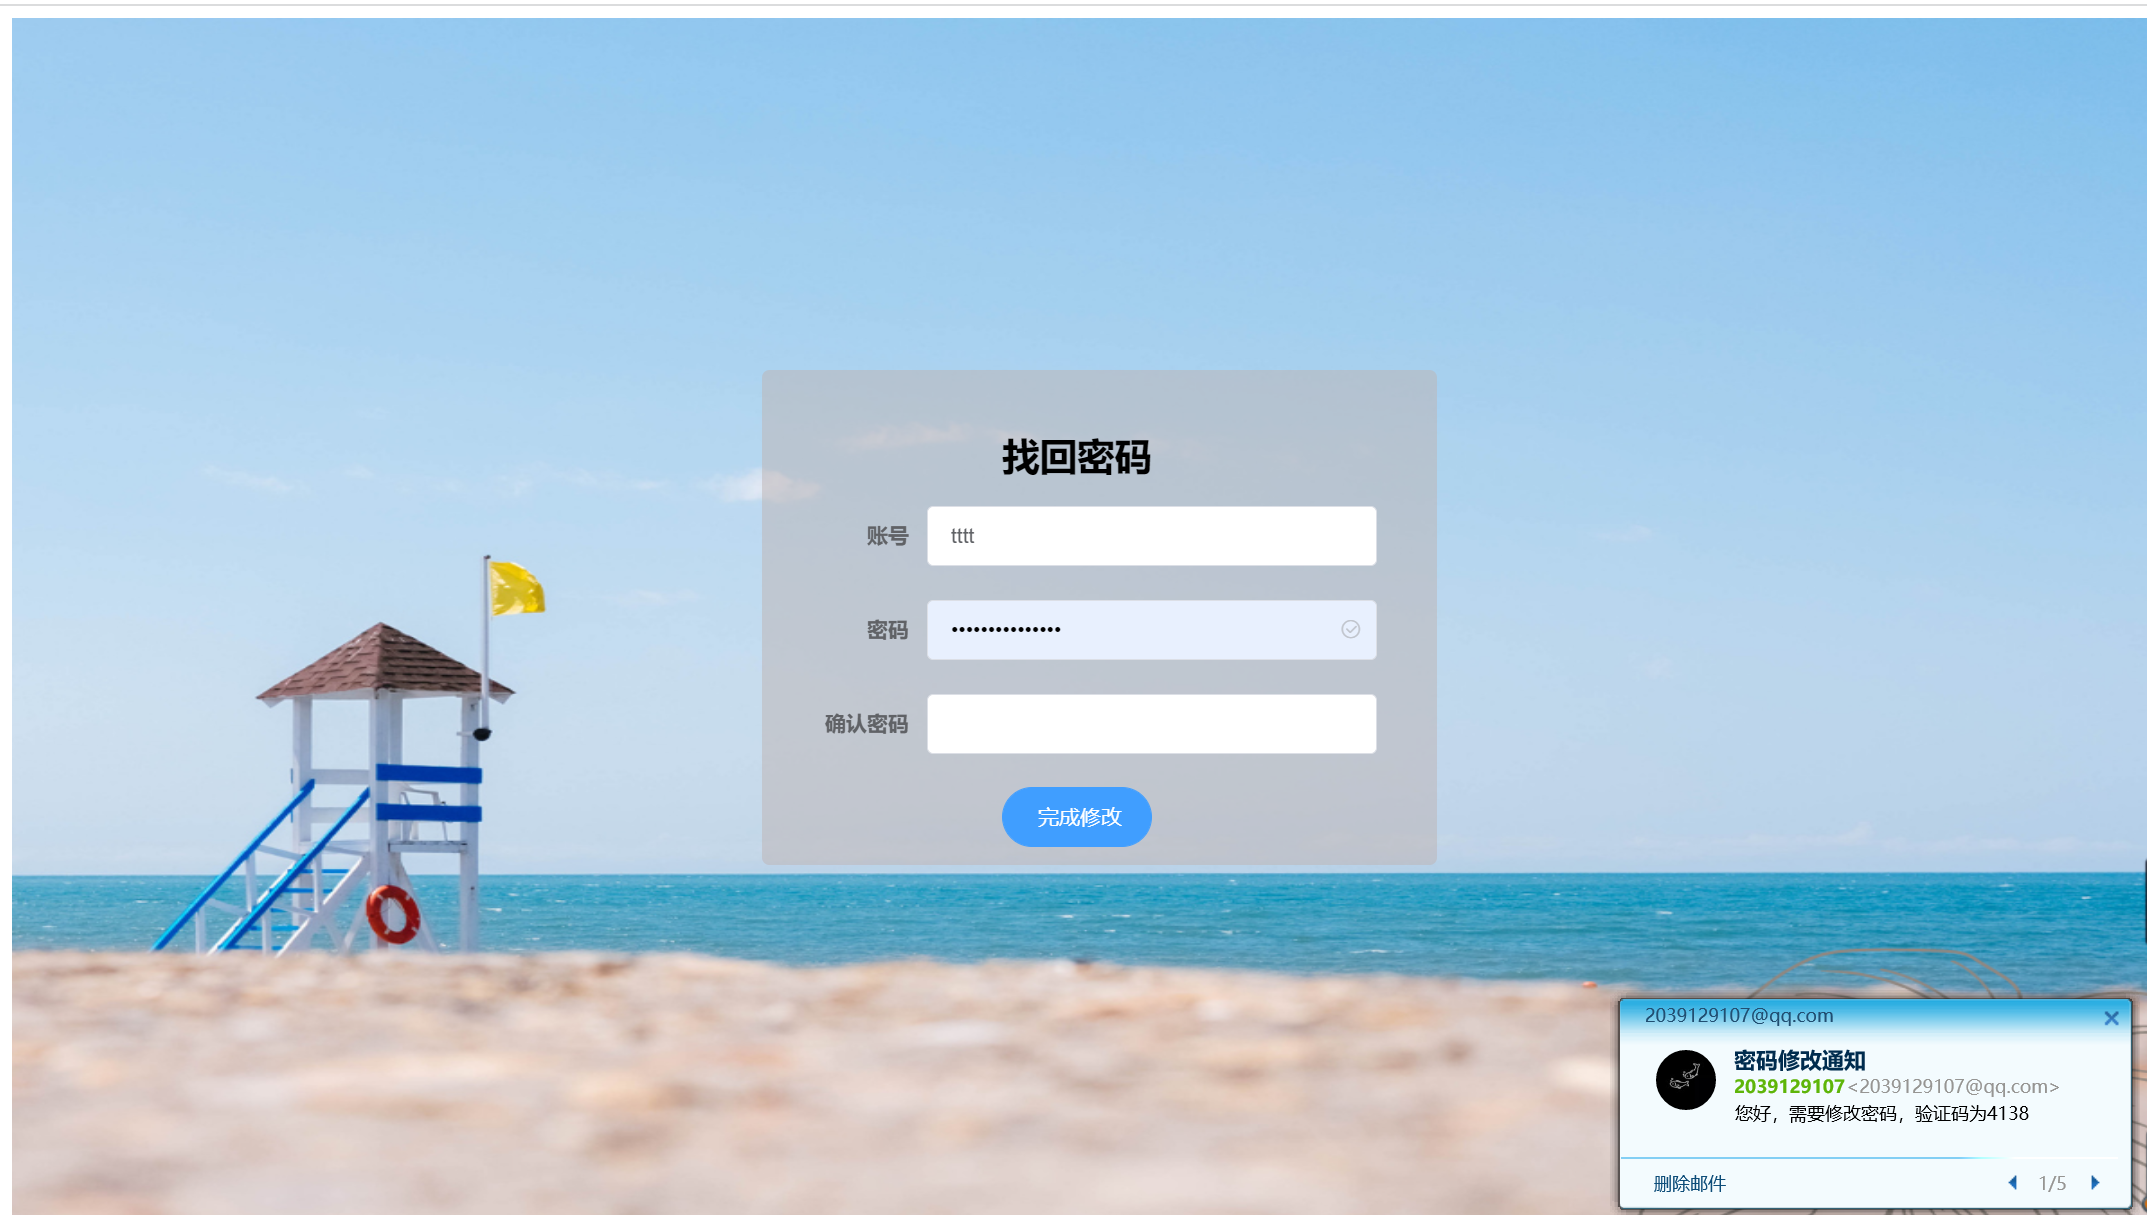 找回密码
账号 tttt
密码 •••••••••••••••
确认密码
完成修改
2039129107@qq.com
密码修改通知
2039129107<2039129107@qq.com>
您好，需要修改密码，验证码为4138
删除邮件 1/5